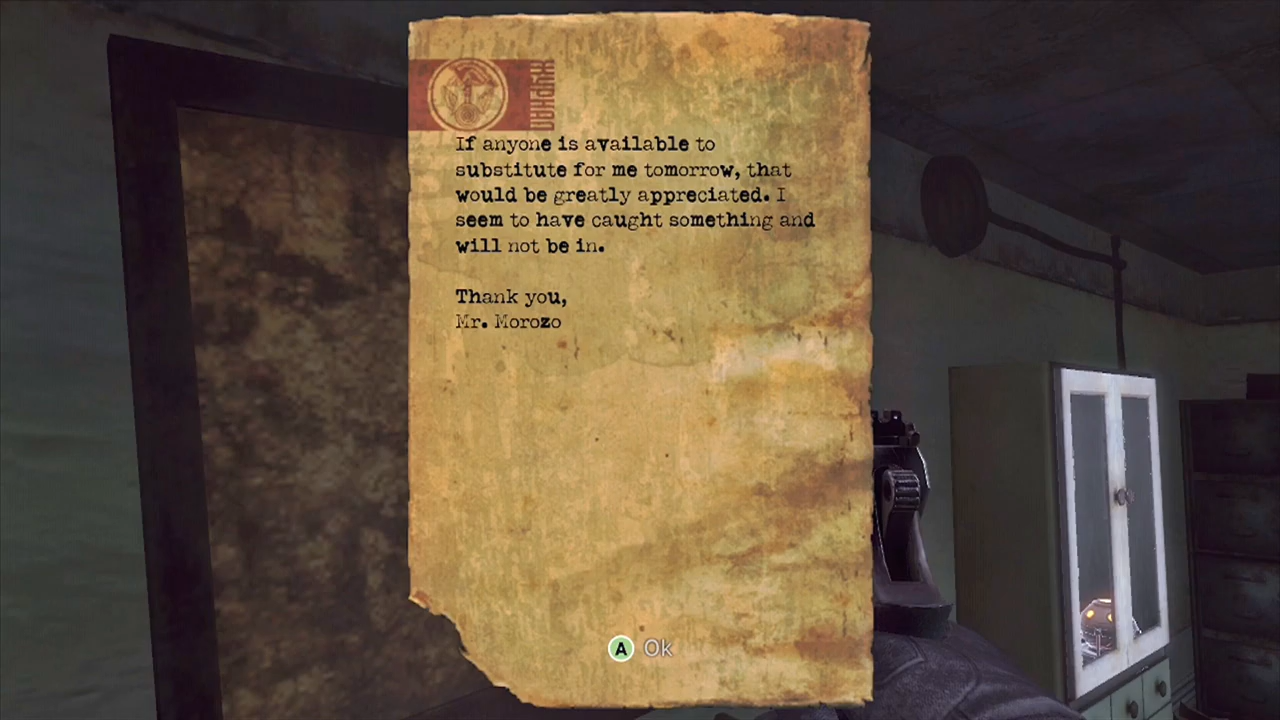 If anyone is available to
substitute for me tomorrow, that
would be greatly appreciated. I
seem to have caught something and
will not be in.
Thank you,
Mr. Morozo
A Ok